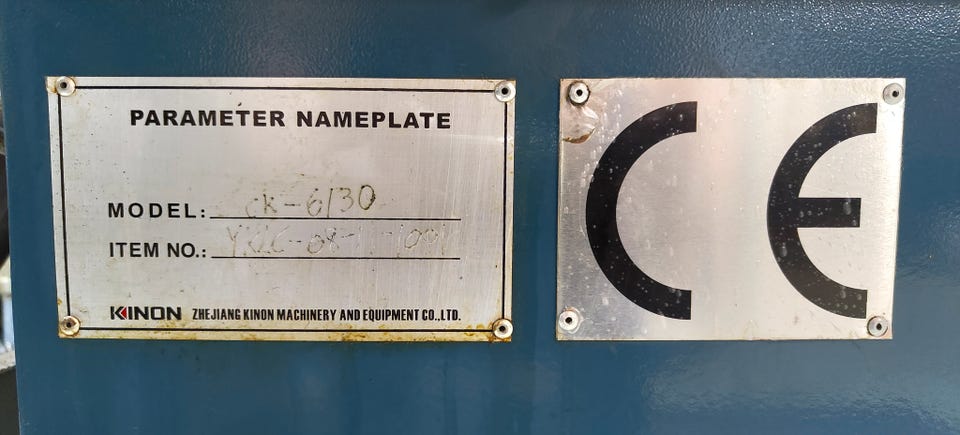 PARAMETER NAMEPLATE
MODEL: CK-6130
ITEM NO.:
KINON ZHEJIANG KINON MACHINERY AND EQUIPMENT CO.,LTD.
CE